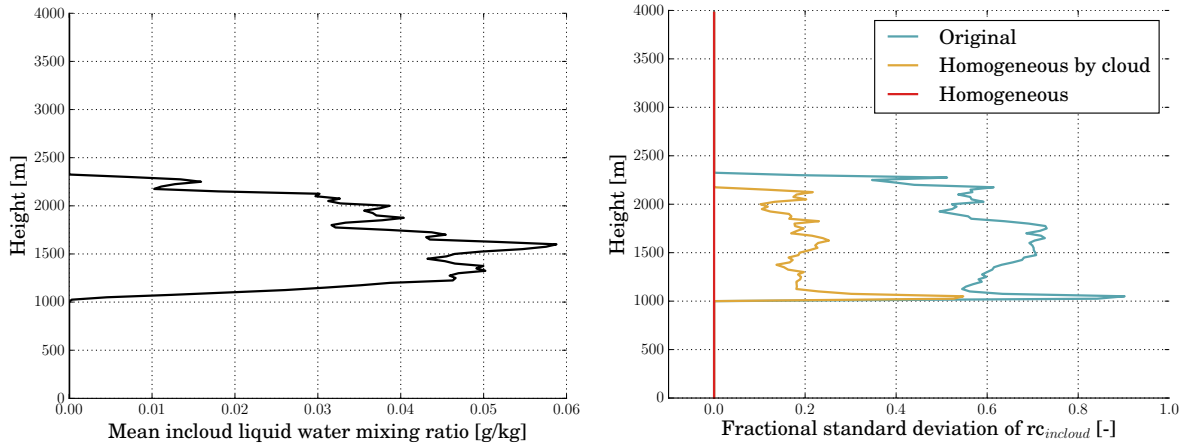 4000
3500
3000
2500
2000
1500
1000
500
0
Height [m]
0.00 0.01 0.02 0.03 0.04 0.05 0.06
Mean incloud liquid water mixing ratio [g/kg]
4000
3500
3000
2500
2000
1500
1000
500
0
Height [m]
Original
Homogeneous by cloud
Homogeneous
0.0 0.2 0.4 0.6 0.8 1.0
Fractional standard deviation of rc_incloud [-]